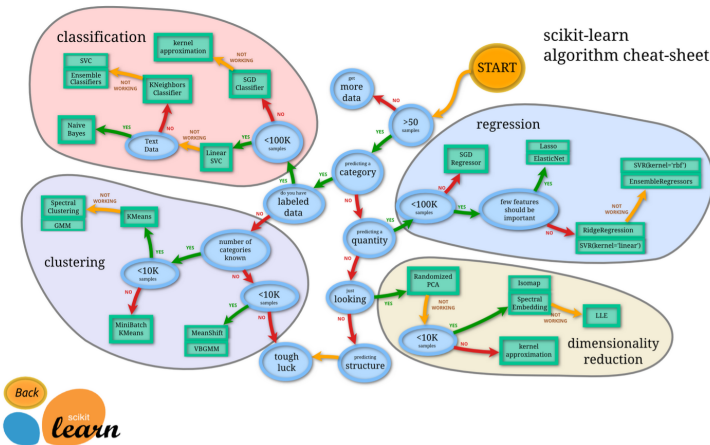 classification
scikit-learn
algorithm cheat-sheet
kernel
approximation
SVC
Ensemble
Classifiers
NOT
WORKING
KNeighbors
Classifier
NOT
WORKING
SGD
Classifier
START
get
more
data
NO
>50
samples
regression
NO
NO
Naive
Bayes
YES
Text
Data
NOT
WORKING
Linear
SVC
YES
<100K
samples
YES
YES
predicting a
category
YES
do you have
labeled
data
NO
NO
SGD
Regressor
Lasso
ElasticNet
SVR(kernel='rbf')
EnsembleRegressors
NO
YES
<100K
samples
YES
few features
should be
important
NOT
WORKING
NO
RidgeRegression
SVR(kernel='linear')
predicting a
quantity
YES
NO
Spectral
Clustering
GMM
NOT
WORKING
KMeans
YES
clustering
<10K
samples
YES
number of
categories
known
NO
NO
MiniBatch
KMeans
<10K
samples
YES
MeanShift
VBGMM
NO
just
looking
YES
NO
Randomized
PCA
NOT
WORKING
<10K
samples
YES
Isomap
Spectral
Embedding
NOT
WORKING
LLE
NO
kernel
approximation
dimensionality
reduction
tough
luck
predicting
structure
Back
scikit
learn